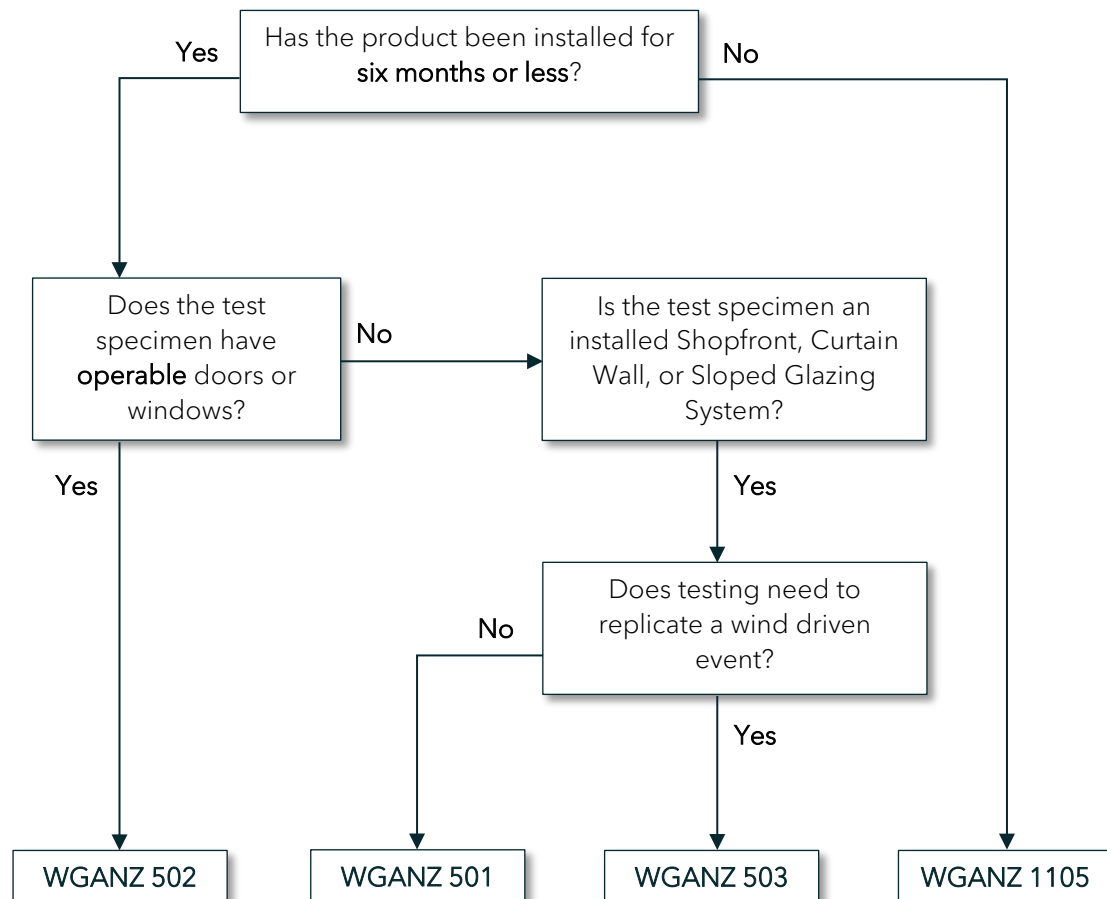 Has the product been installed for
six months or less?
Yes
No
Does the test
specimen have
operable doors or
windows?
No
Is the test specimen an
installed Shopfront, Curtain
Wall, or Sloped Glazing
System?
Yes
Yes
Does testing need to
replicate a wind driven
event?
No
Yes
WGANZ 502
WGANZ 501
WGANZ 503
WGANZ 1105